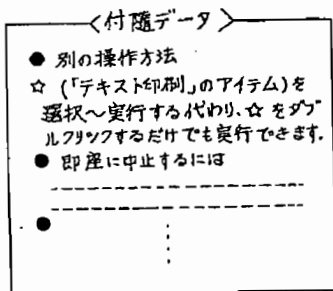 <付随データ>
● 別の操作方法
☆ (「テキスト印刷」のアイテム)を
選択～実行する代わり、☆をダブ
ルクリックするだけでも実行できます.
● 即座に中止するには
●